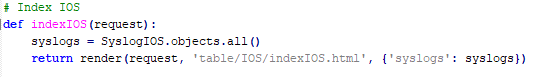 # Index IOS
def indexIOS(request):
    syslogs = SyslogIOS.objects.all()
    return render(request, 'table/IOS/indexIOS.html', {'syslogs': syslogs})